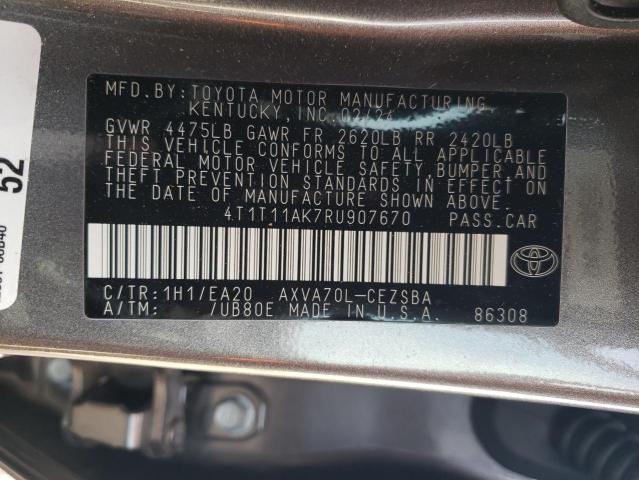 MFD.BY:TOYOTA MOTOR MANUFACTURING
KENTUCKY,INC. 02/24
GVWR 4475LB GAWR FR 2620LB RR 2420LB
THIS VEHICLE CONFORMS TO ALL APPLICABLE
FEDERAL MOTOR VEHICLE SAFETY,BUMPER,AND
THEFT PREVENTION STANDARDS IN EFFECT ON
THE DATE OF MANUFACTURE SHOWN ABOVE.
4T1T11AK7RU907670 PASS.CAR
C/TR:1H1/EA20 AXVA70L-CEZSBA
A/TM: /UB80E MADE IN U.S.A. 86308
52